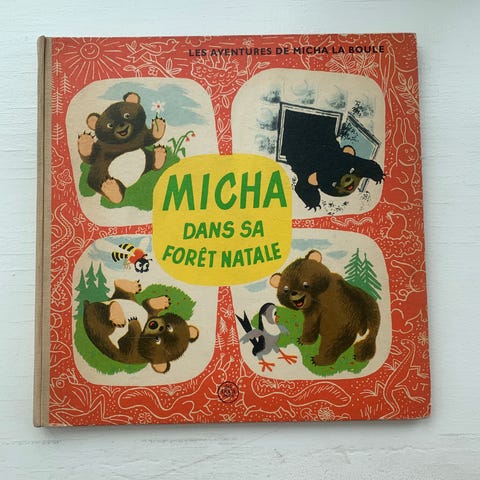 LES AVENTURES DE MICHA LA BOULE
MICHA
DANS SA
FORÊT NATALE